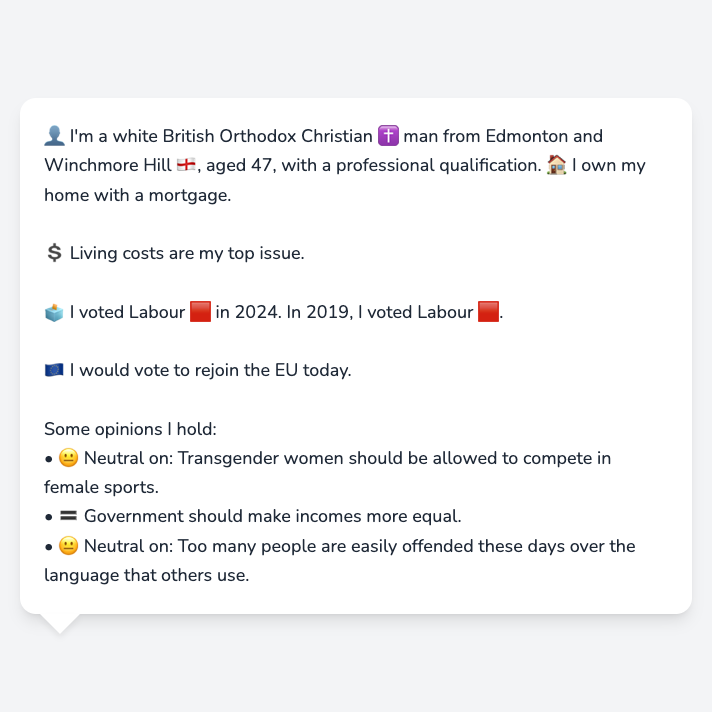 👤 I'm a white British Orthodox Christian ✝️ man from Edmonton and
Winchmore Hill 🏴󠁧󠁢󠁥󠁮󠁧󠁿, aged 47, with a professional qualification. 🏠 I own my
home with a mortgage.
💲 Living costs are my top issue.
🗳️ I voted Labour 🟥 in 2024. In 2019, I voted Labour 🟥.
🇪🇺 I would vote to rejoin the EU today.
Some opinions I hold:
• 😐 Neutral on: Transgender women should be allowed to compete in
female sports.
• 🟰 Government should make incomes more equal.
• 😐 Neutral on: Too many people are easily offended these days over the
language that others use.